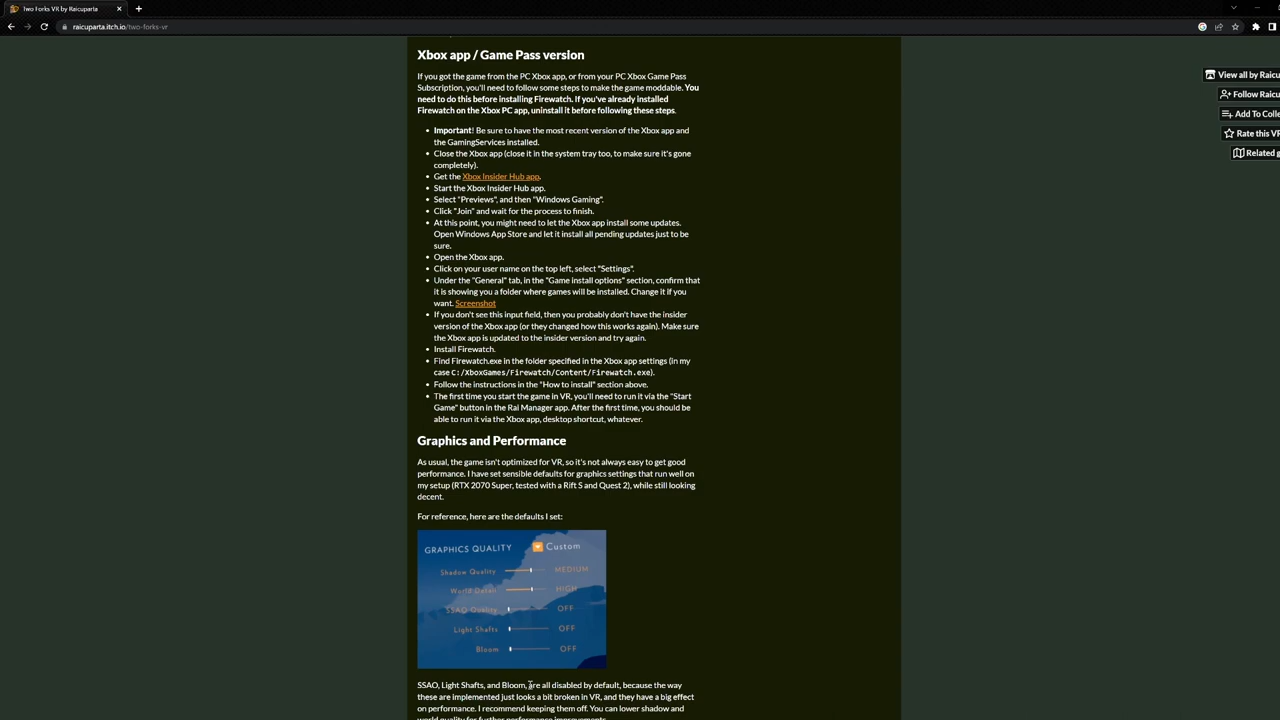 Two Forks VR by Raicuparta
raicuparta.itch.io/two-forks-vr
Xbox app / Game Pass version
View all by Raicu
If you got the game from the PC Xbox app, or from your PC Xbox Game Pass
Subscription, you'll need to follow some steps to make the game moddable. You
need to do this before installing Firewatch. If you've already installed
Firewatch on the Xbox PC app, uninstall it before following these steps.
Follow Raicu
Add To Colle
Rate this VR
Related g
• Important! Be sure to have the most recent version of the Xbox app and
the GamingServices installed.
• Close the Xbox app (close it in the system tray too, to make sure it's gone
completely).
• Get the Xbox Insider Hub app.
• Start the Xbox Insider Hub app.
• Select "Previews", and then "Windows Gaming".
• Click "Join" and wait for the process to finish.
• At this point, you might need to let the Xbox app install some updates.
Open Windows App Store and let it install all pending updates just to be
sure.
• Open the Xbox app.
• Click on your user name on the top left, select "Settings".
• Under the "General" tab, in the "Game install options" section, confirm that
it is showing you a folder where games will be installed. Change it if you
want. Screenshot
• If you don't see this input field, then you probably don't have the insider
version of the Xbox app (or they changed how this works again). Make sure
the Xbox app is updated to the insider version and try again.
• Install Firewatch.
• Find Firewatch.exe in the folder specified in the Xbox app settings (in my
case C:/XboxGames/Firewatch/Content/Firewatch.exe).
• Follow the instructions in the "How to install" section above.
• The first time you start the game in VR, you'll need to run it via the "Start
Game" button in the Rai Manager app. After the first time, you should be
able to run it via the Xbox app, desktop shortcut, whatever.
Graphics and Performance
As usual, the game isn't optimized for VR, so it's not always easy to get good
performance. I have set sensible defaults for graphics settings that run well on
my setup (RTX 2070 Super, tested with a Rift S and Quest 2), while still looking
decent.
For reference, here are the defaults I set:
GRAPHICS QUALITY Custom
Shadow Quality MEDIUM
World Detail HIGH
SSAO Quality OFF
Light Shafts OFF
Bloom OFF
SSAO, Light Shafts, and Bloom, are all disabled by default, because the way
these are implemented just looks a bit broken in VR, and they have a big effect
on performance. I recommend keeping them off. You can lower shadow and
world quality for further performance improvements.